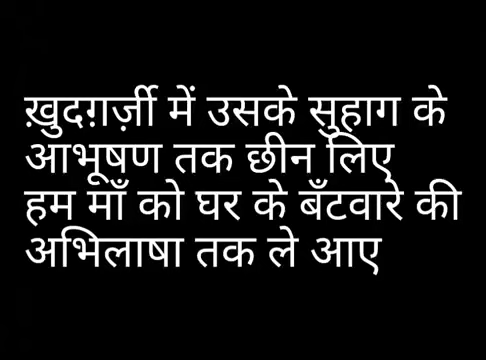 ख़ुदग़र्ज़ी में उसके सुहाग के
आभूषण तक छीन लिए
हम माँ को घर के बँटवारे की
अभिलाषा तक ले आए